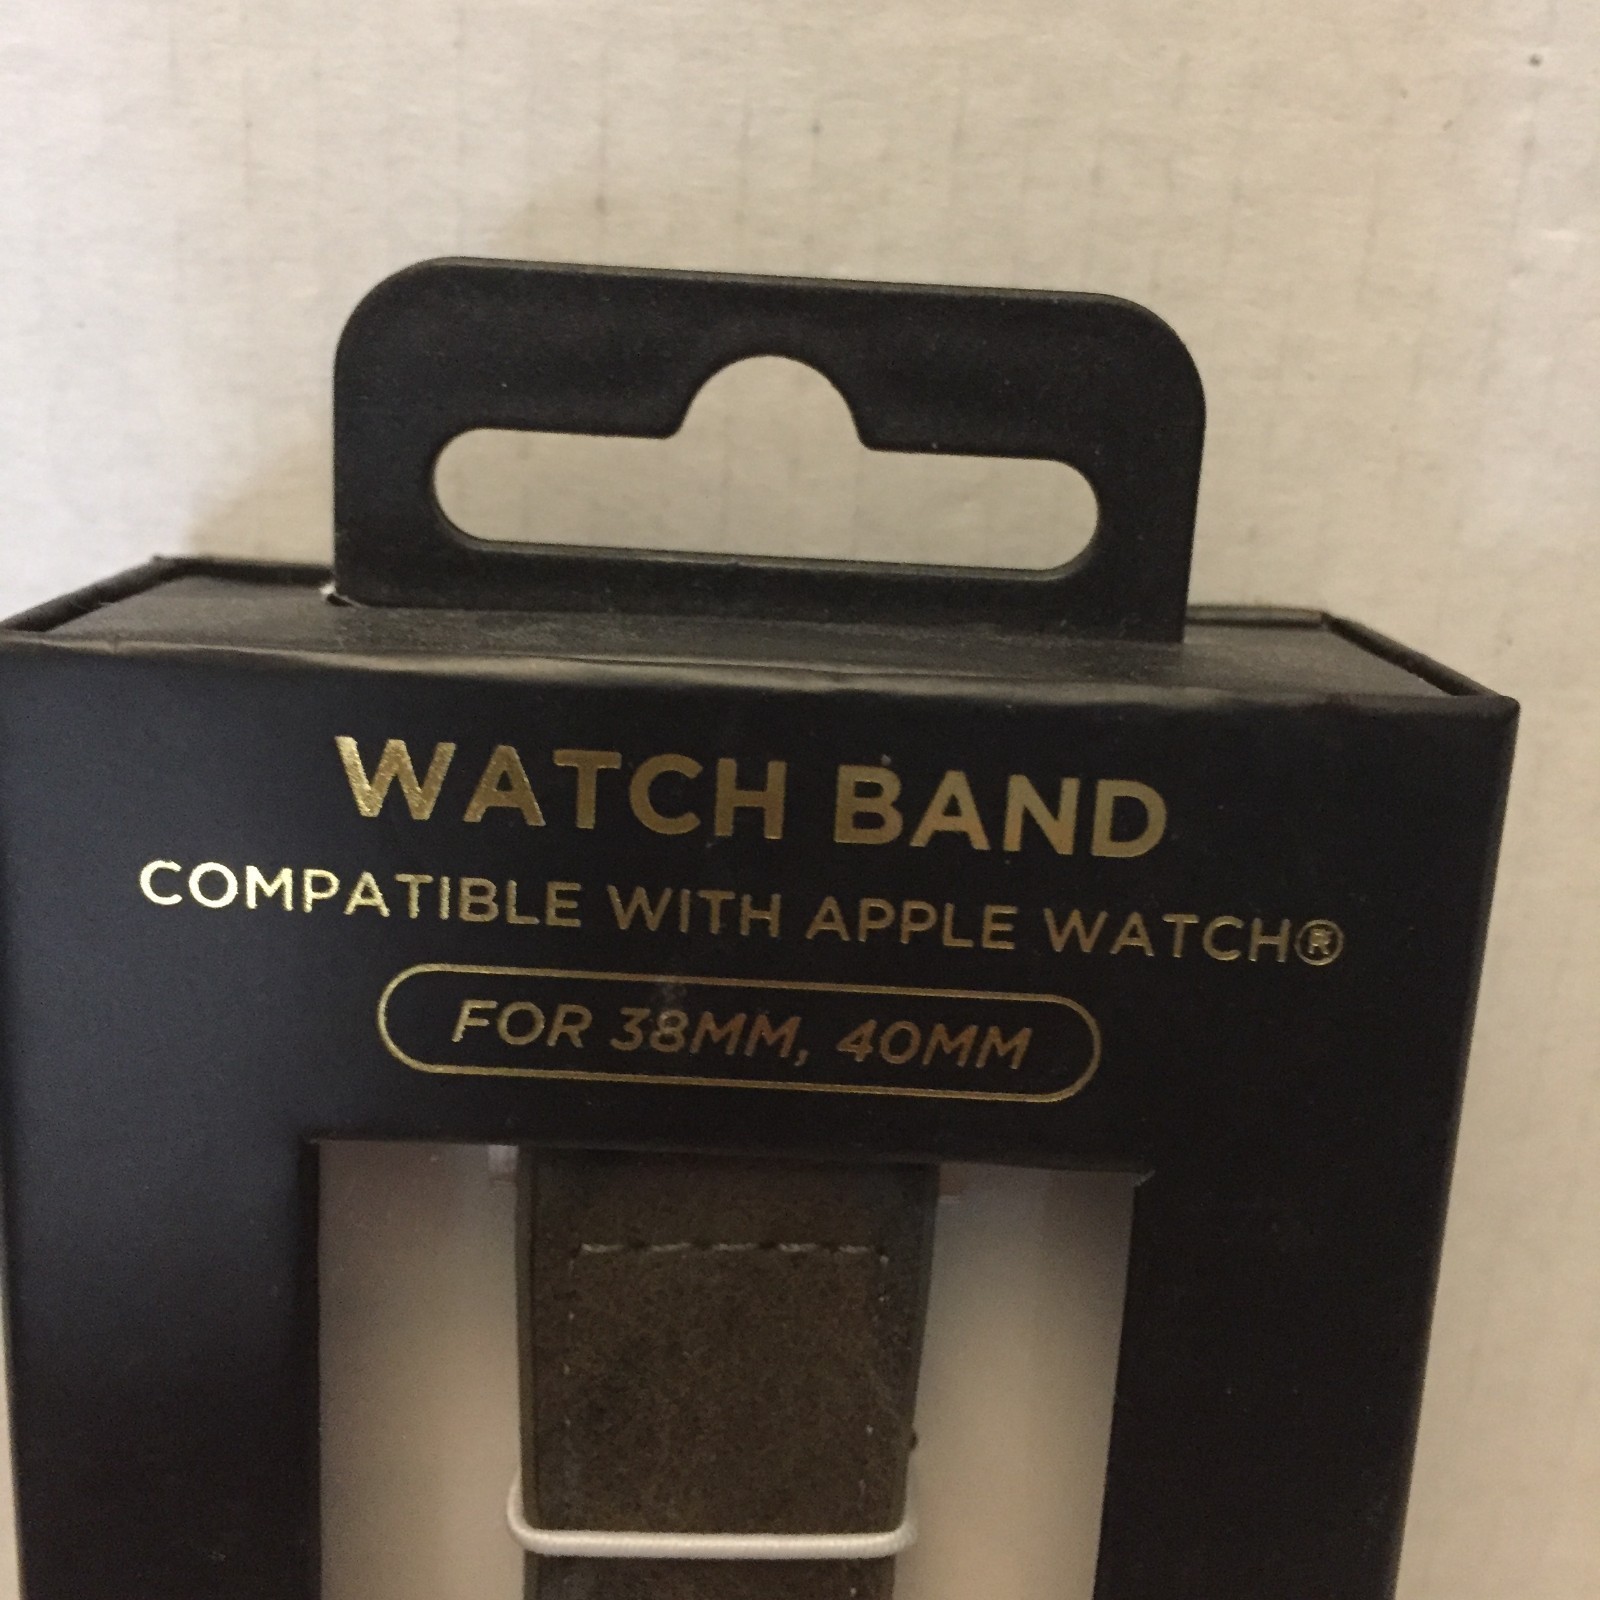 WATCH BAND
COMPATIBLE WITH APPLE WATCH®
FOR 38MM, 40MM